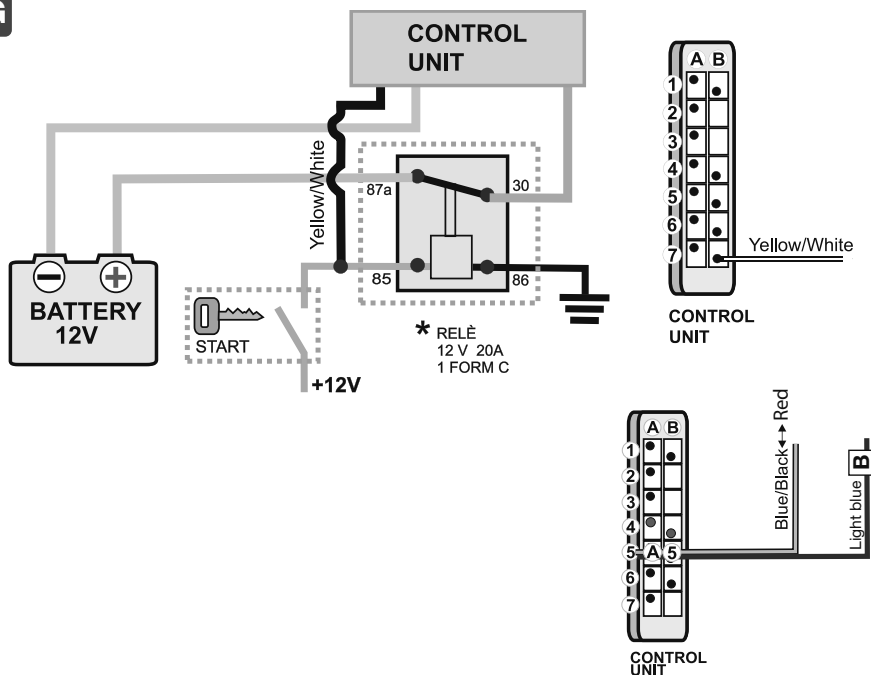 G
CONTROL
UNIT
Yellow/White
87a
30
85
86
BATTERY
12V
START
+12V
* RELÈ
12 V 20A
1 FORM C
A B
1
2
3
4
5
6
7
Yellow/White
CONTROL
UNIT
A B
1
2
3
4
5 A 5
6
7
Blue/Black↔Red
Light blue
B
CONTROL
UNIT